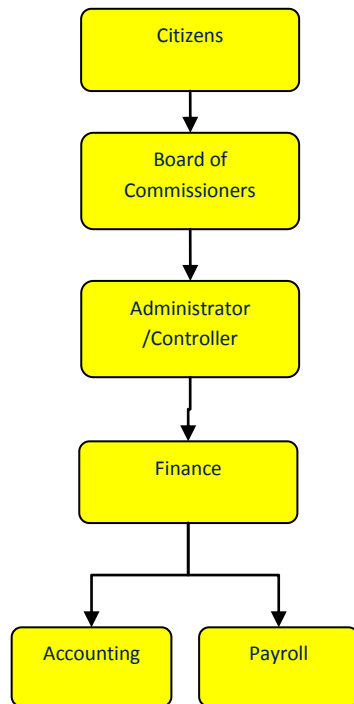 Citizens
Board of
Commissioners
Administrator
/Controller
Finance
Accounting
Payroll